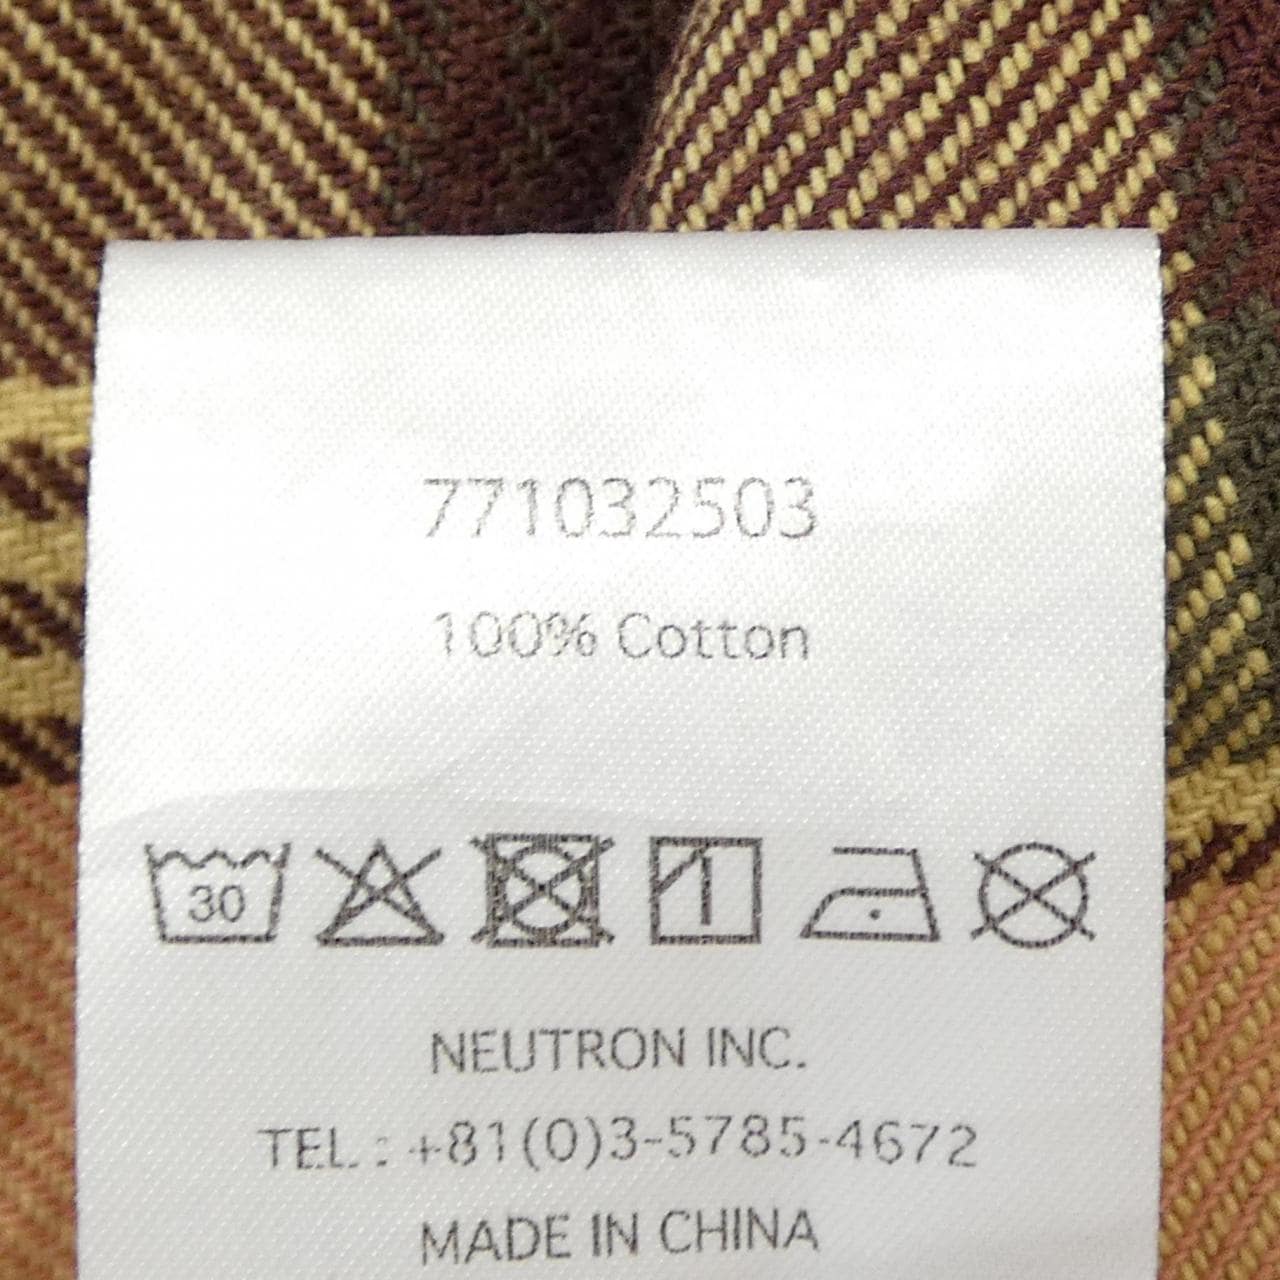 771032503
100% Cotton
30
NEUTRON INC.
TEL. : +81(0)3-5785-4672
MADE IN CHINA